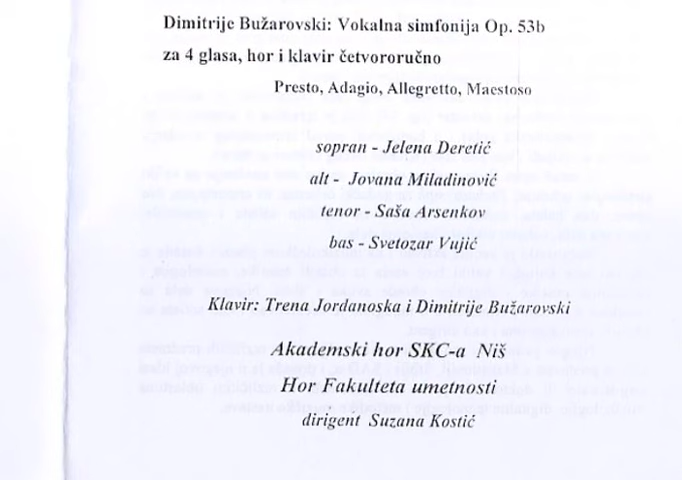 Dimitrije Bužarovski: Vokalna simfonija Op. 53b
za 4 glasa, hor i klavir četvororučno
Presto, Adagio, Allegretto, Maestoso
sopran - Jelena Deretić
alt - Jovana Miladinović
tenor - Saša Arsenkov
bas - Svetozar Vujić
Klavir: Trena Jordanoska i Dimitrije Bužarovski
Akademski hor SKC-a Niš
Hor Fakulteta umetnosti
dirigent Suzana Kostić